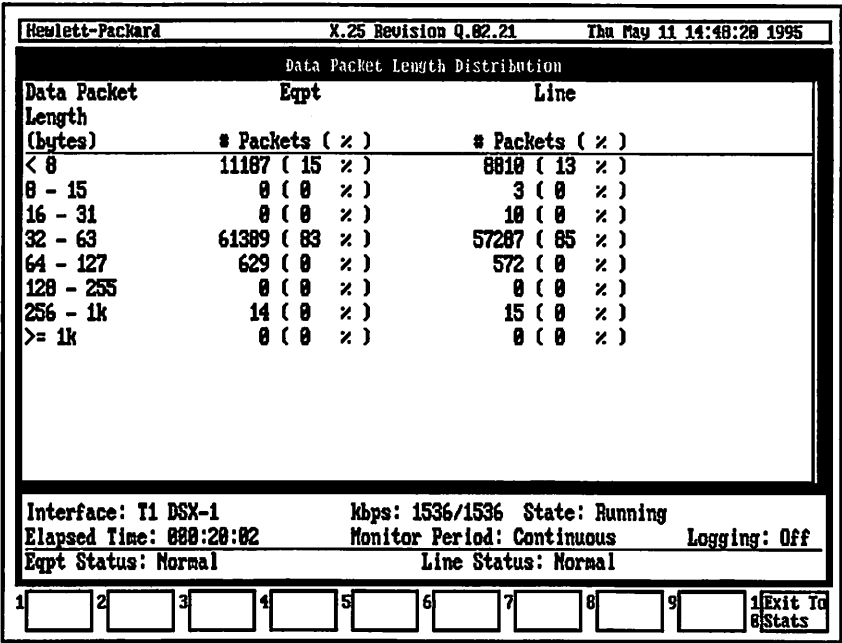 Hewlett-Packard X.25 Revision Q.02.21 Thu May 11 14:48:20 1995
Data Packet Length Distribution
Data Packet Eqpt Line
Length
(bytes) # Packets ( % ) # Packets ( % )
< 8 11187 ( 15 % ) 8810 ( 13 % )
8 - 15 0 ( 0 % ) 3 ( 0 % )
16 - 31 0 ( 0 % ) 10 ( 0 % )
32 - 63 61389 ( 83 % ) 57287 ( 85 % )
64 - 127 629 ( 0 % ) 572 ( 0 % )
128 - 255 0 ( 0 % ) 0 ( 0 % )
256 - 1k 14 ( 0 % ) 15 ( 0 % )
>= 1k 0 ( 0 % ) 0 ( 0 % )
Interface: T1 DSX-1 kbps: 1536/1536 State: Running
Elapsed Time: 000:20:02 Monitor Period: Continuous Logging: Off
Eqpt Status: Normal Line Status: Normal
1 2 3 4 5 6 7 8 9 1 Exit To
0 Stats